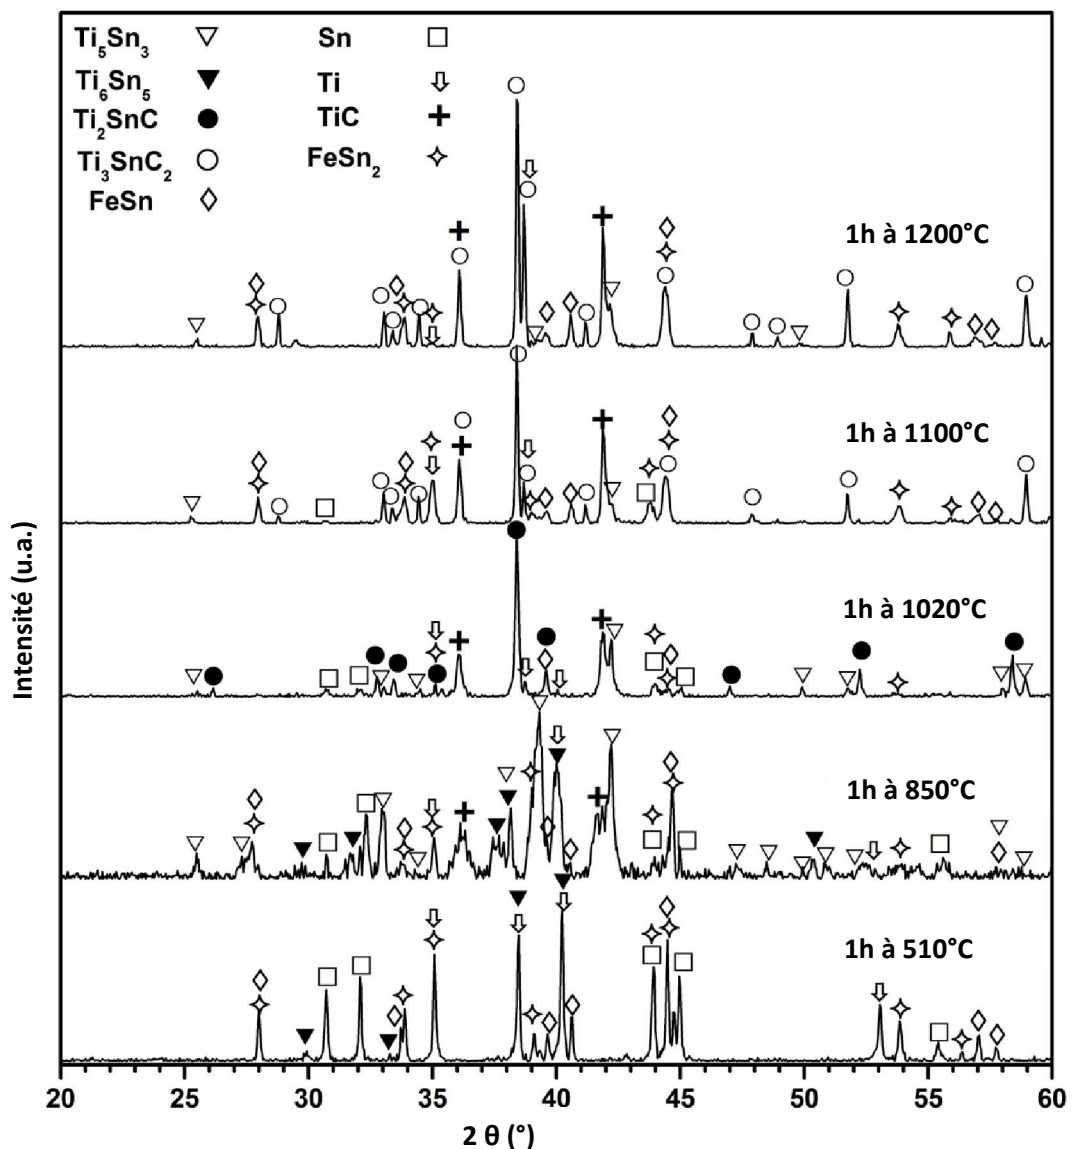 Ti5Sn3 Sn
Ti6Sn5 Ti
Ti2SnC TiC
Ti3SnC2 FeSn2
FeSn
1h à 1200°C
1h à 1100°C
1h à 1020°C
1h à 850°C
1h à 510°C
Intensité (u.a.)
20 25 30 35 40 45 50 55 60
2 θ (°)